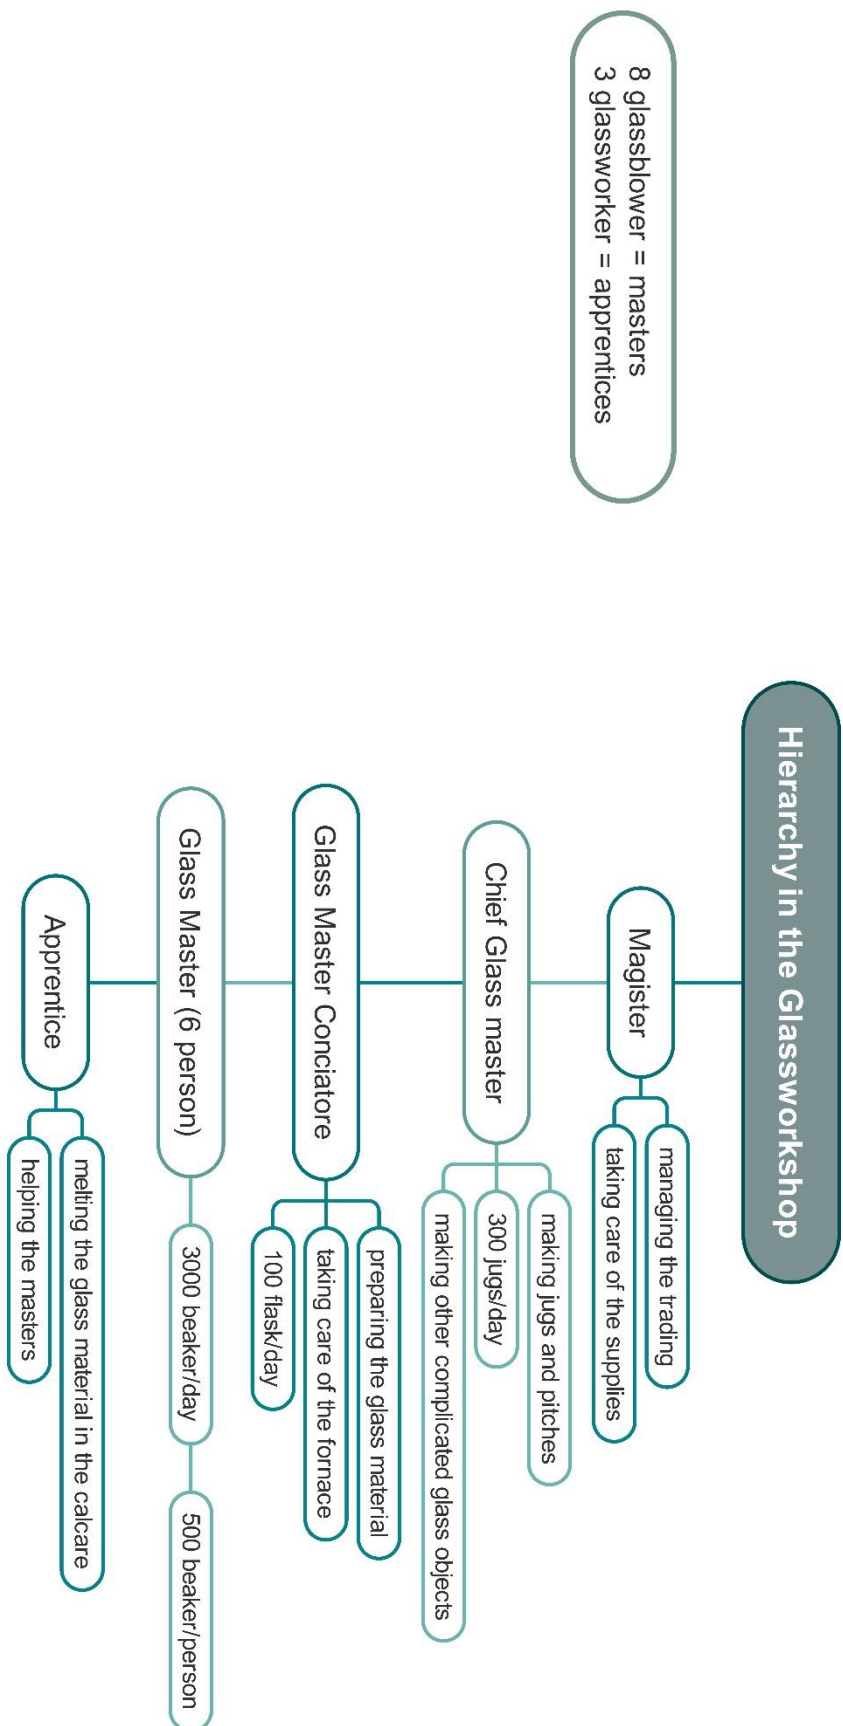 Hierarchy in the Glassworkshop
8 glassblower = masters
3 glassworker = apprentices
Magister
managing the trading
taking care of the supplies
Chief Glass master
making jugs and pitches
300 jugs/day
making other complicated glass objects
Glass Master Conciatore
preparing the glass material
taking care of the fornace
100 flask/day
Glass Master (6 person)
3000 beaker/day
500 beaker/person
Apprentice
melting the glass material in the calcare
helping the masters